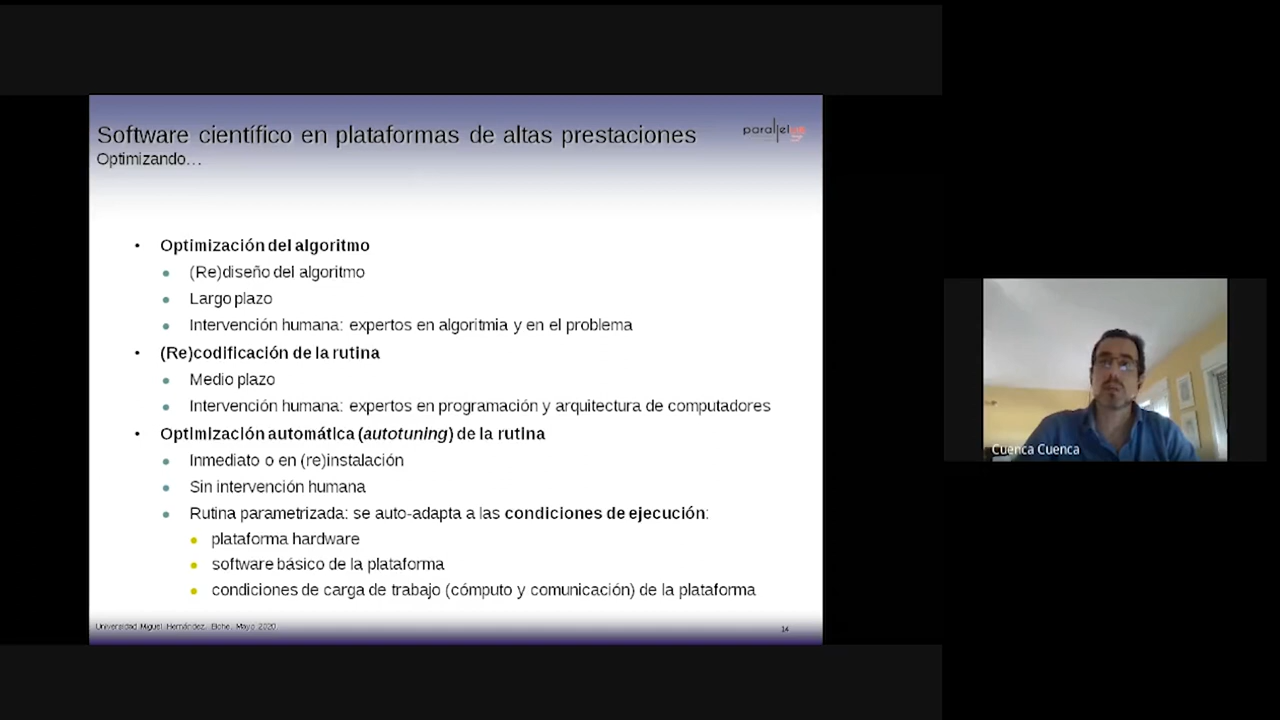 Software científico en plataformas de altas prestaciones
Optimizando…
• Optimización del algoritmo
• (Re)diseño del algoritmo
• Largo plazo
• Intervención humana: expertos en algoritmia y en el problema
• (Re)codificación de la rutina
• Medio plazo
• Intervención humana: expertos en programación y arquitectura de computadores
• Optimización automática (autotuning) de la rutina
• Inmediato o en (re)instalación
• Sin intervención humana
• Rutina parametrizada: se auto-adapta a las condiciones de ejecución:
• plataforma hardware
• software básico de la plataforma
• condiciones de carga de trabajo (cómputo y comunicación) de la plataforma
Universidad Miguel Hernández. Elche. Mayo 2020.
14
Cuenca Cuenca